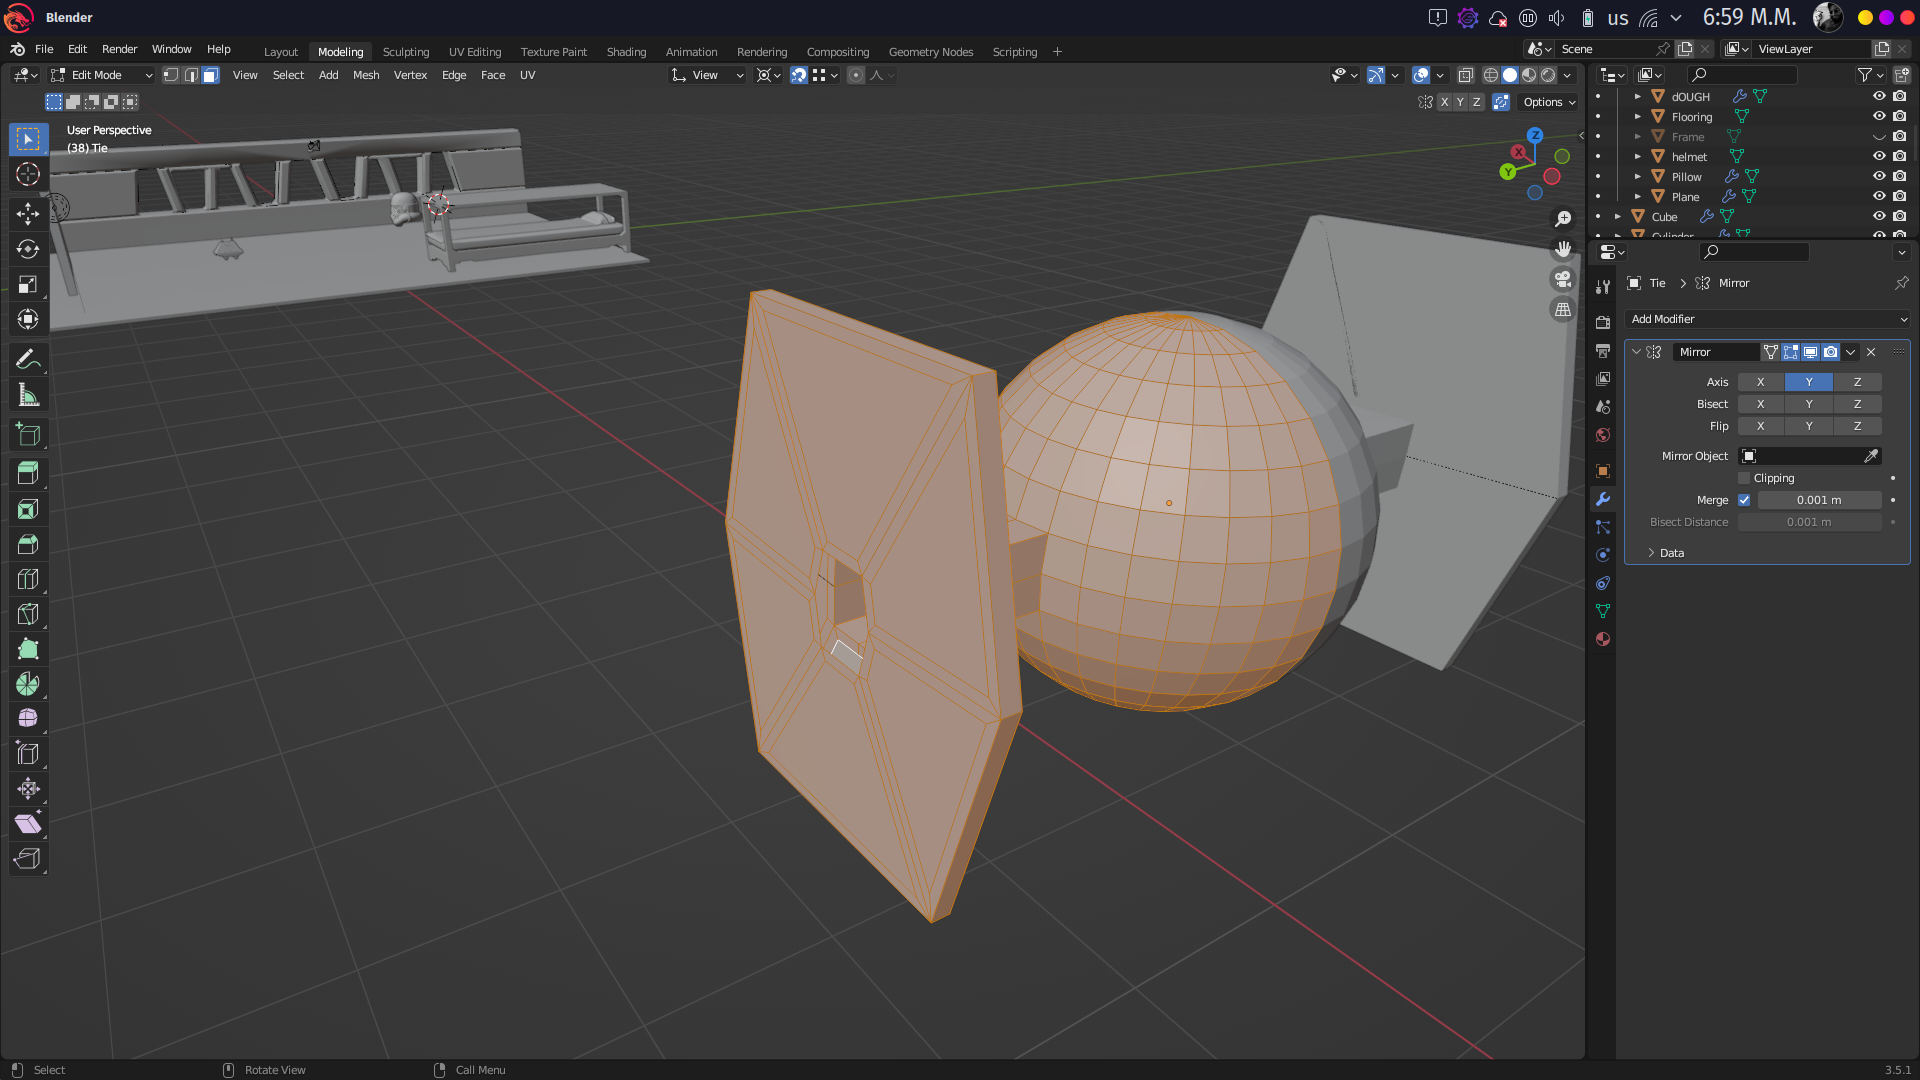 Blender
us
6:59 M.M.
File Edit Render Window Help
Layout Modeling Sculpting UV Editing Texture Paint Shading Animation Rendering Compositing Geometry Nodes Scripting +
Scene
ViewLayer
Edit Mode
View Select Add Mesh Vertex Edge Face UV
View
X Y Z
Options
User Perspective
(38) Tie
Z
X
Y
dOUGH
Flooring
Frame
helmet
Pillow
Plane
Cube
Cylinder
Tie > Mirror
Add Modifier
Mirror
Axis X Y Z
Bisect X Y Z
Flip X Y Z
Mirror Object
Clipping
Merge 0.001 m
Bisect Distance 0.001 m
Data
Select
Rotate View
Call Menu
3.5.1